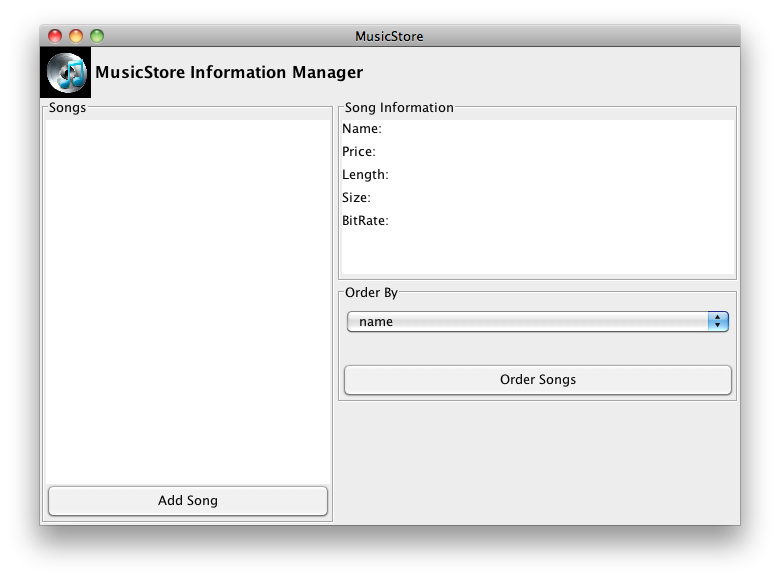 MusicStore
MusicStore Information Manager
Songs
Add Song
Song Information
Name:
Price:
Length:
Size:
BitRate:
Order By
name
Order Songs